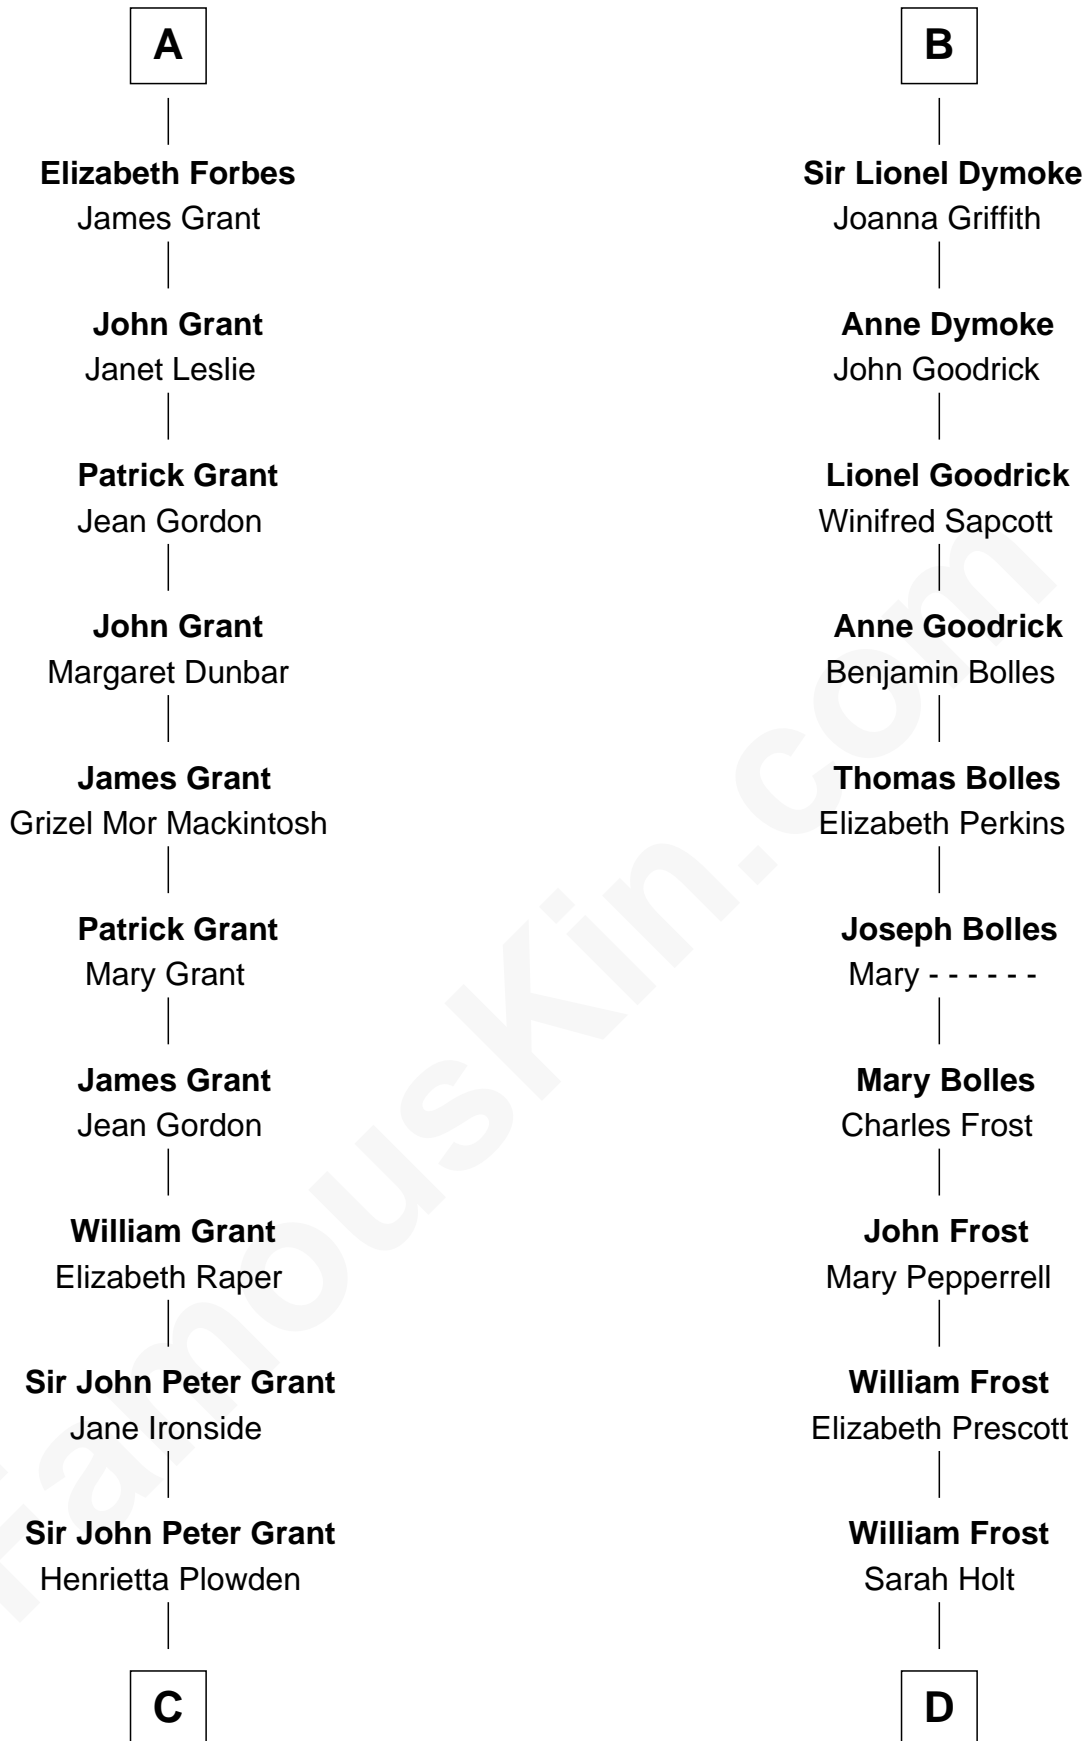 A
Elizabeth Forbes
James Grant
John Grant
Janet Leslie
Patrick Grant
Jean Gordon
John Grant
Margaret Dunbar
James Grant
Grizel Mor Mackintosh
Patrick Grant
Mary Grant
James Grant
Jean Gordon
William Grant
Elizabeth Raper
Sir John Peter Grant
Jane Ironside
Sir John Peter Grant
Henrietta Plowden
C
B
Sir Lionel Dymoke
Joanna Griffith
Anne Dymoke
John Goodrick
Lionel Goodrick
Winifred Sapcott
Anne Goodrick
Benjamin Bolles
Thomas Bolles
Elizabeth Perkins
Joseph Bolles
Mary - - - - - -
Mary Bolles
Charles Frost
John Frost
Mary Pepperrell
William Frost
Elizabeth Prescott
William Frost
Sarah Holt
D
FamousKin.com